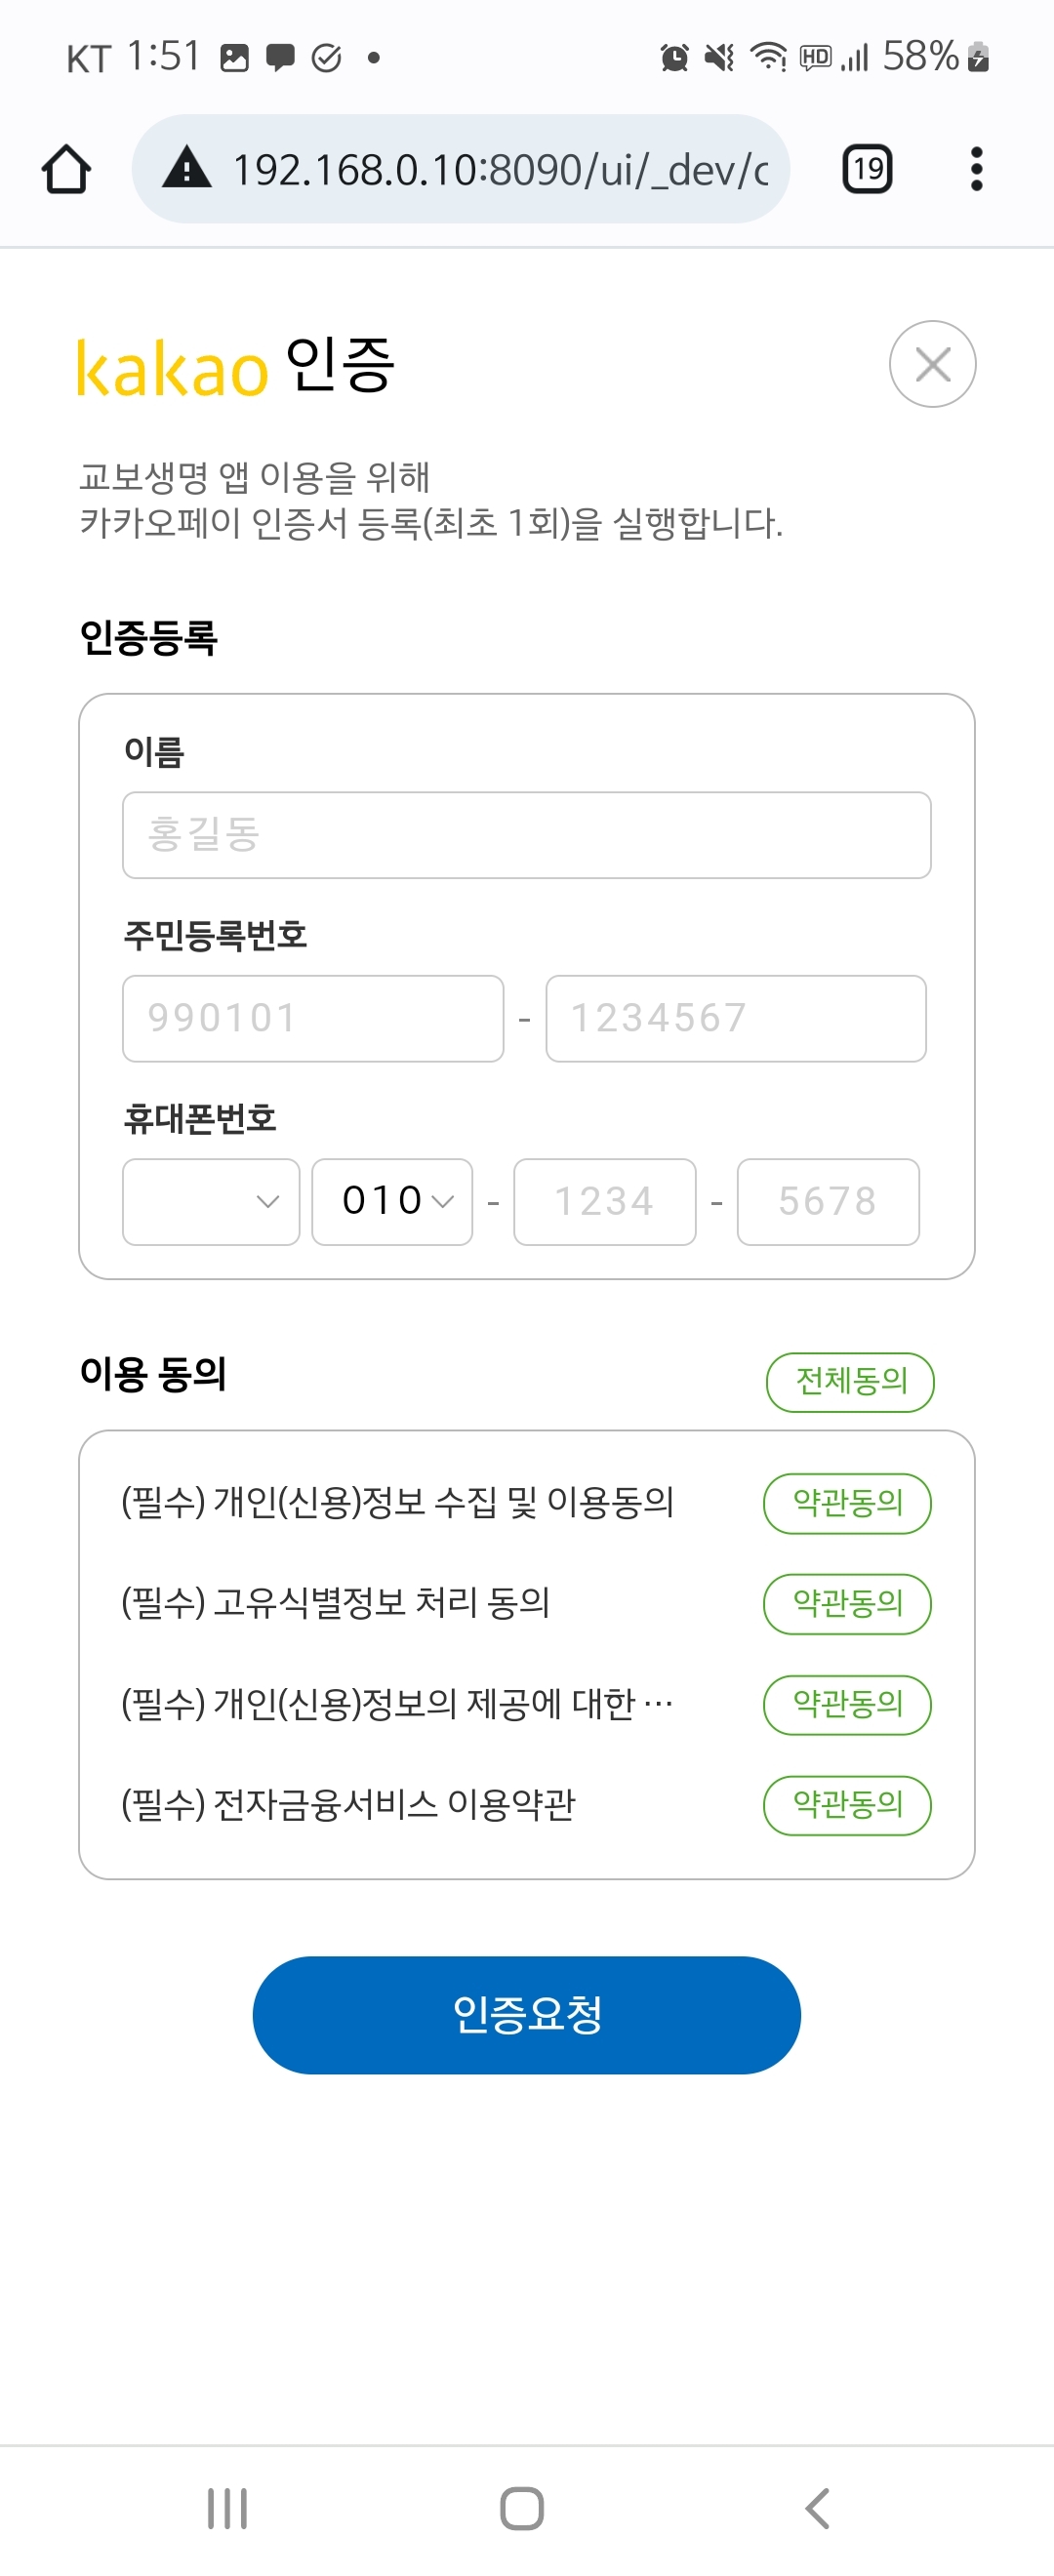 KT 1:51 HD 58%
192.168.0.10:8090/ui/_dev/c 19
kakao 인증
교보생명 앱 이용을 위해
카카오페이 인증서 등록(최초 1회)을 실행합니다.
인증등록
이름
홍길동
주민등록번호
990101 - 1234567
휴대폰번호
010 - 1234 - 5678
이용 동의 전체동의
(필수) 개인(신용)정보 수집 및 이용동의 약관동의
(필수) 고유식별정보 처리 동의 약관동의
(필수) 개인(신용)정보의 제공에 대한 … 약관동의
(필수) 전자금융서비스 이용약관 약관동의
인증요청